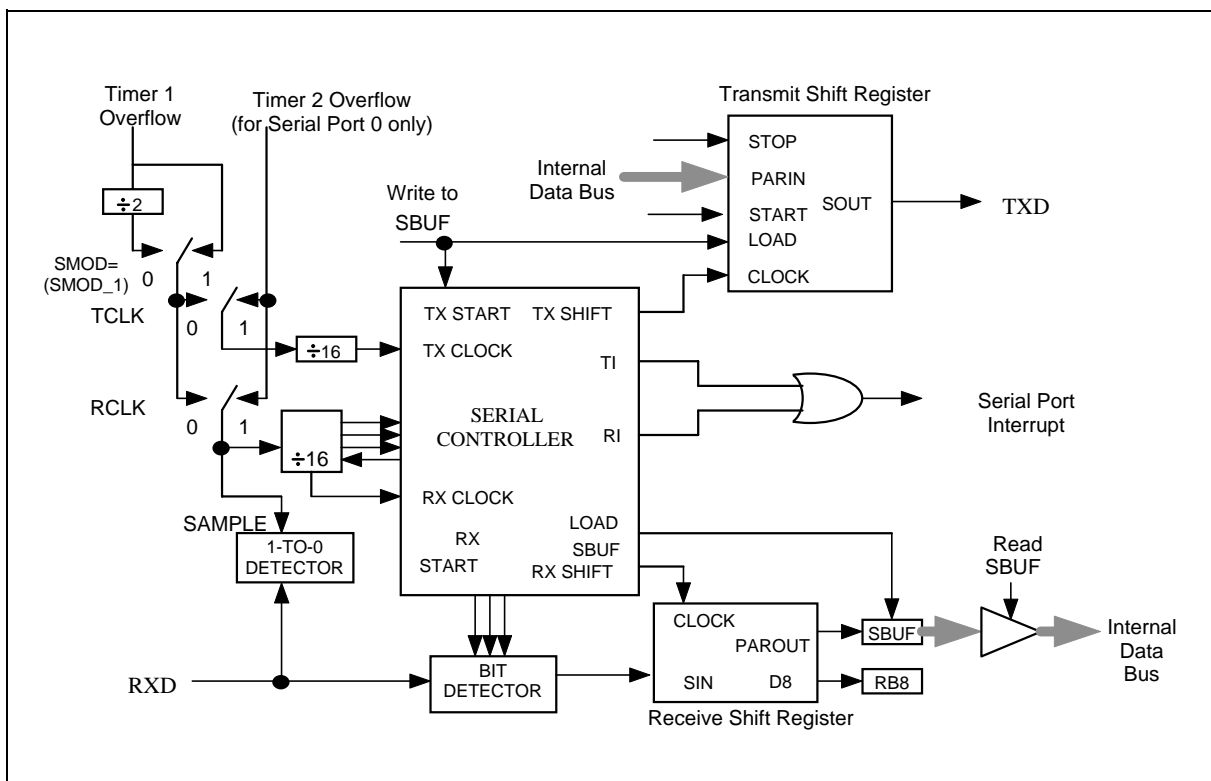 Timer 1
Overflow
Timer 2 Overflow
(for Serial Port 0 only)
Transmit Shift Register
÷2
SMOD=
(SMOD_1)
0
1
TCLK
0
1
÷16
RCLK
0
1
÷16
SAMPLE
1-TO-0
DETECTOR
RXD
BIT
DETECTOR
Write to
SBUF
Internal
Data Bus
STOP
PARIN
START
LOAD
CLOCK
SOUT
TXD
TX START
TX SHIFT
TX CLOCK
TI
SERIAL
CONTROLLER
RI
RX CLOCK
RX
START
LOAD
SBUF
RX SHIFT
Serial Port
Interrupt
CLOCK
PAROUT
SIN
D8
Receive Shift Register
SBUF
RB8
Read
SBUF
Internal
Data
Bus